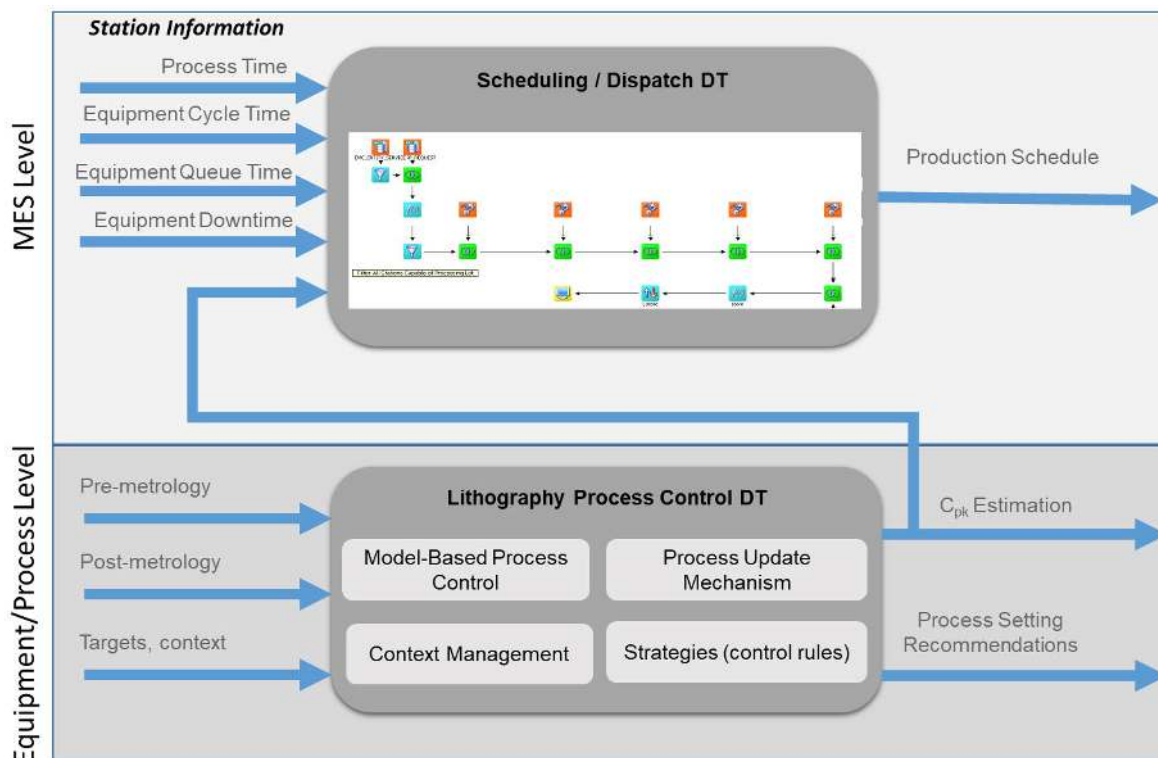 Station Information
Process Time
Equipment Cycle Time
Equipment Queue Time
Equipment Downtime
Scheduling / Dispatch DT
Production Schedule
MES Level
Pre-metrology
Post-metrology
Targets, context
Lithography Process Control DT
Model-Based Process
Control
Process Update
Mechanism
Context Management
Strategies (control rules)
Cpk Estimation
Process Setting
Recommendations
Equipment/Process Level